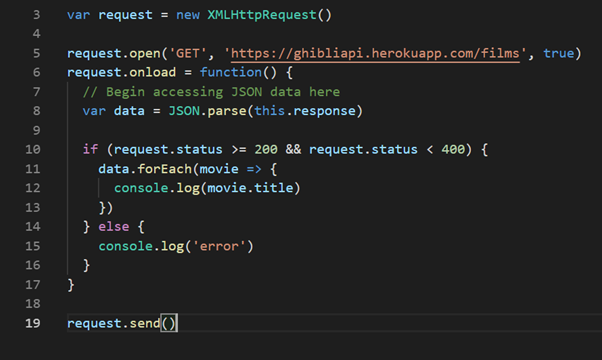 3 var request = new XMLHttpRequest()
4
5 request.open('GET', 'https://ghibliapi.herokuapp.com/films', true)
6 request.onload = function() {
7   // Begin accessing JSON data here
8   var data = JSON.parse(this.response)
9
10   if (request.status >= 200 && request.status < 400) {
11     data.forEach(movie => {
12       console.log(movie.title)
13     })
14   } else {
15     console.log('error')
16   }
17 }
18
19 request.send()